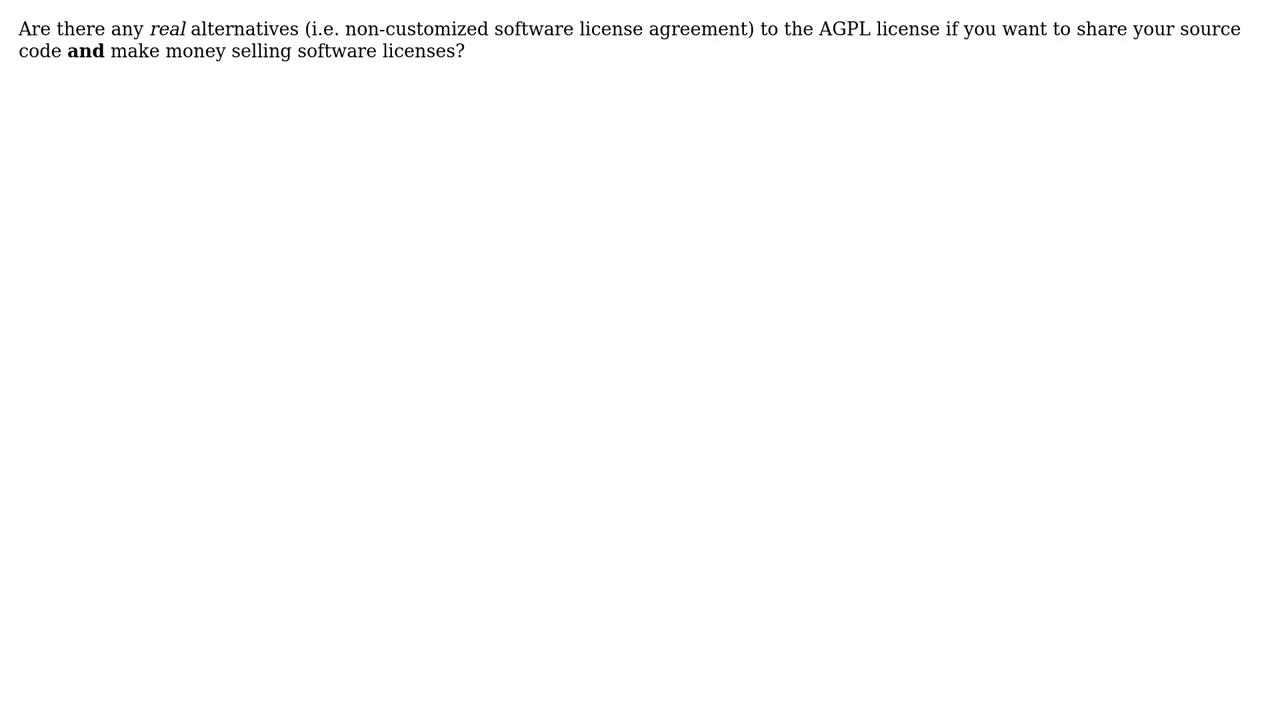 Are there any real alternatives (i.e. non-customized software license agreement) to the AGPL license if you want to share your source
code and make money selling software licenses?